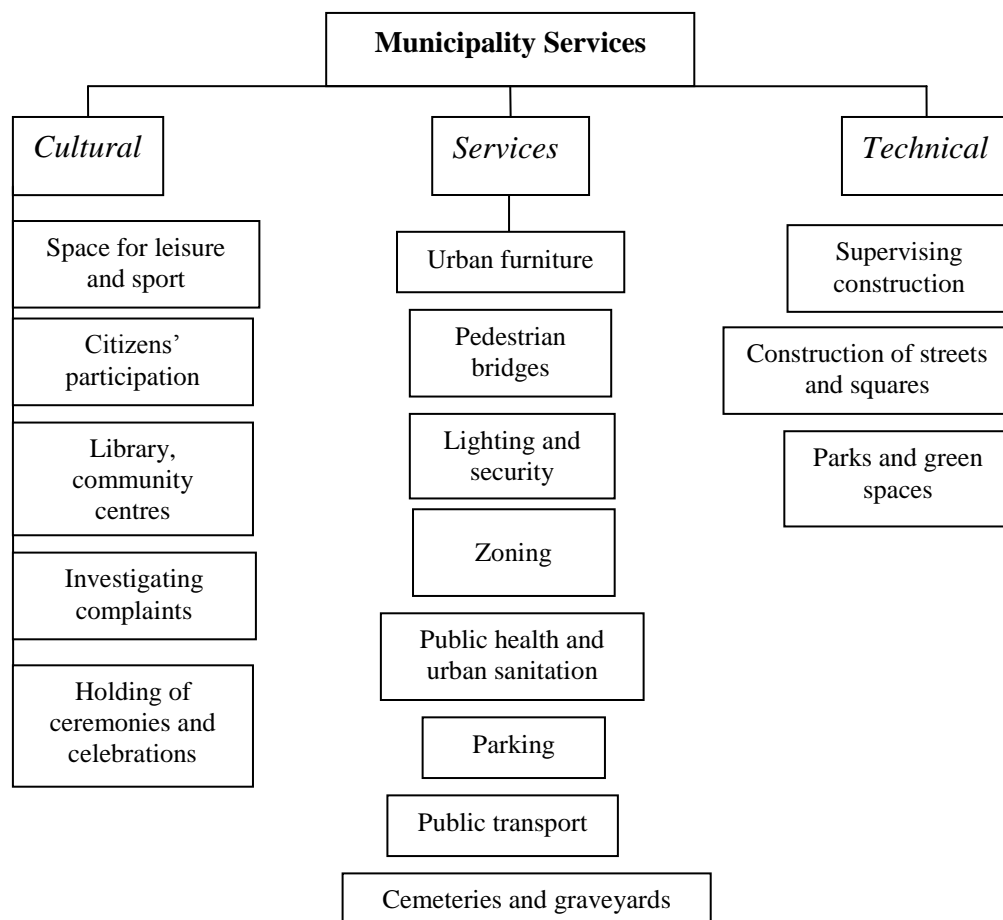 Municipality Services
Cultural
Services
Technical
Space for leisure
and sport
Citizens’
participation
Library,
community
centres
Investigating
complaints
Holding of
ceremonies and
celebrations
Urban furniture
Pedestrian
bridges
Lighting and
security
Zoning
Public health and
urban sanitation
Parking
Public transport
Cemeteries and graveyards
Supervising
construction
Construction of streets
and squares
Parks and green
spaces